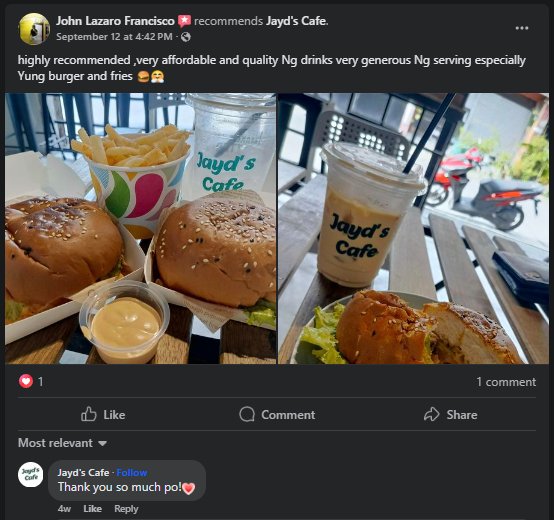 John Lazaro Francisco recommends Jayd's Cafe.
September 12 at 4:42 PM ·
highly recommended ,very affordable and quality Ng drinks very generous Ng serving especially
Yung burger and fries 🍔😤
Jayd's
Cafe
Jayd's
Cafe
1
1 comment
Like
Comment
Share
Most relevant
Jayd's
Cafe
Jayd's Cafe · Follow
Thank you so much po!❤
4w Like Reply